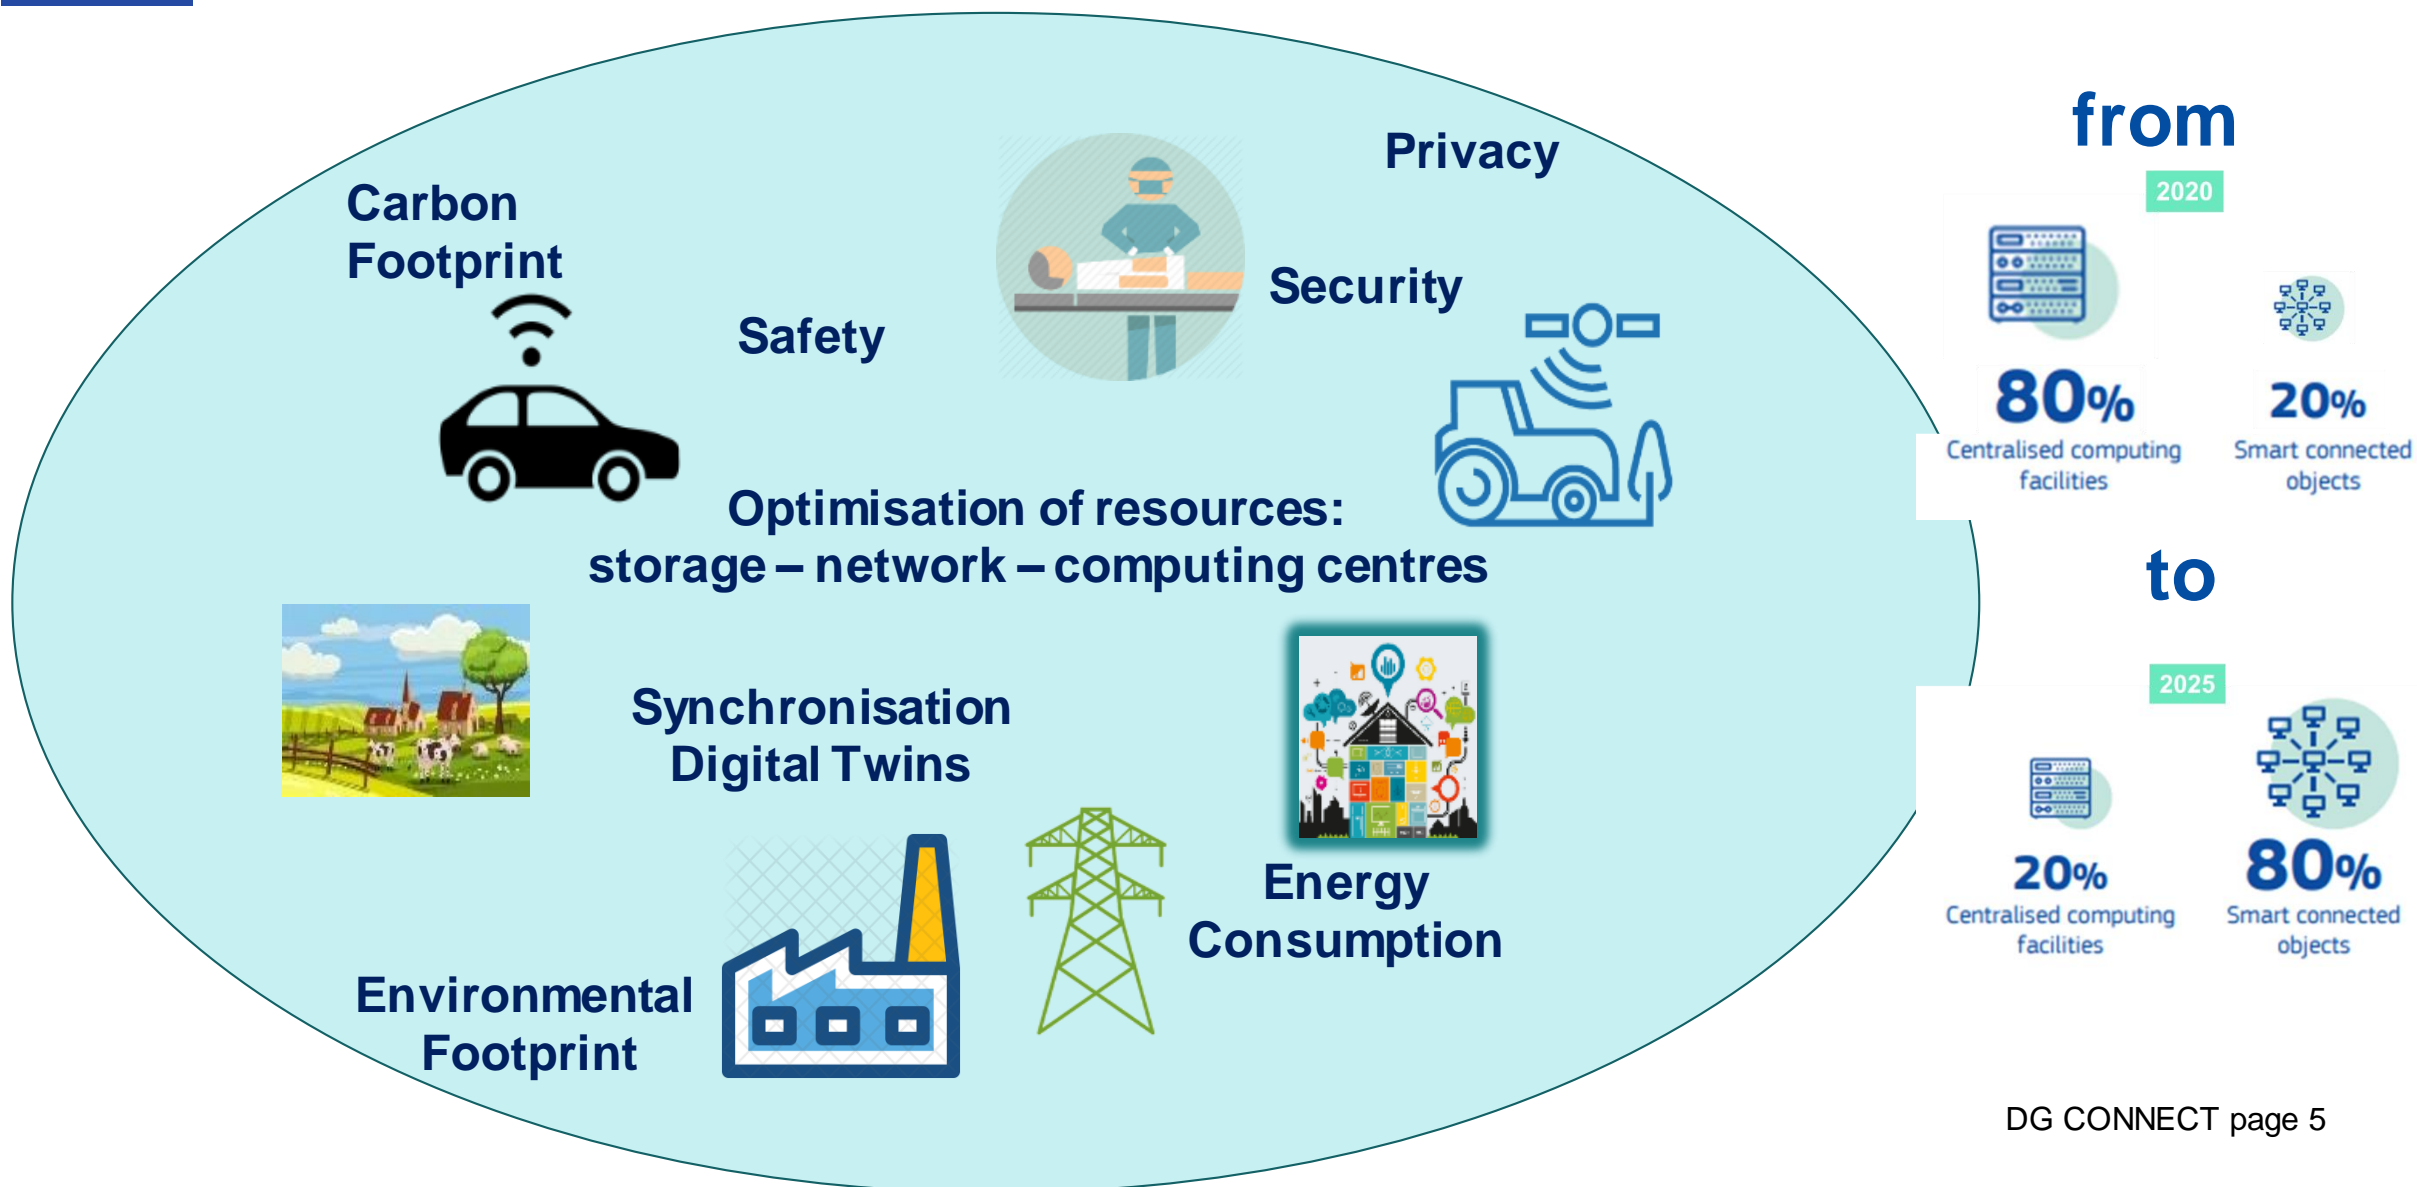 Privacy
Carbon
Footprint
Security
Safety
Optimisation of resources:
storage – network – computing centres
Synchronisation
Digital Twins
Energy
Consumption
Environmental
Footprint
from
2020
80%
Centralised computing
facilities
20%
Smart connected
objects
to
2025
20%
Centralised computing
facilities
80%
Smart connected
objects
DG CONNECT page 5